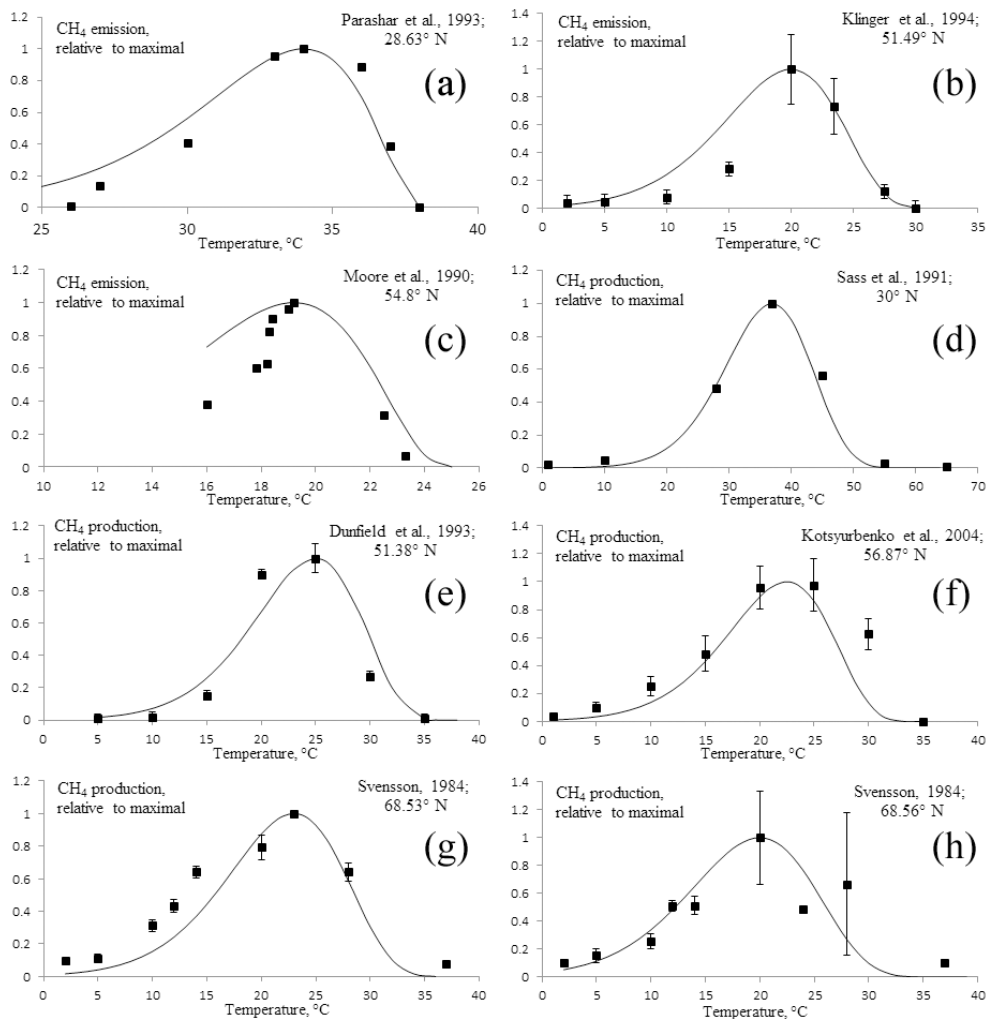 CH₄ emission,
relative to maximal
Parashar et al., 1993;
28.63° N
(a)
1.2
1
0.8
0.6
0.4
0.2
0
25 30 35 40
Temperature, °C
CH₄ emission,
relative to maximal
Klinger et al., 1994;
51.49° N
(b)
1.4
1.2
1
0.8
0.6
0.4
0.2
0
0 5 10 15 20 25 30 35
Temperature, °C
CH₄ emission,
relative to maximal
Moore et al., 1990;
54.8° N
(c)
1.2
1
0.8
0.6
0.4
0.2
0
10 12 14 16 18 20 22 24 26
Temperature, °C
CH₄ production,
relative to maximal
Sass et al., 1991;
30° N
(d)
1.2
1
0.8
0.6
0.4
0.2
0
0 10 20 30 40 50 60 70
Temperature, °C
CH₄ production,
relative to maximal
Dunfield et al., 1993;
51.38° N
(e)
1.2
1
0.8
0.6
0.4
0.2
0
0 5 10 15 20 25 30 35 40
Temperature, °C
CH₄ production,
relative to maximal
Kotsyurbenko et al., 2004;
56.87° N
(f)
1.4
1.2
1
0.8
0.6
0.4
0.2
0
0 5 10 15 20 25 30 35 40
Temperature, °C
CH₄ production,
relative to maximal
Svensson, 1984;
68.53° N
(g)
1.2
1
0.8
0.6
0.4
0.2
0
0 5 10 15 20 25 30 35 40
Temperature, °C
CH₄ production,
relative to maximal
Svensson, 1984;
68.56° N
(h)
1.4
1.2
1
0.8
0.6
0.4
0.2
0
0 5 10 15 20 25 30 35 40
Temperature, °C